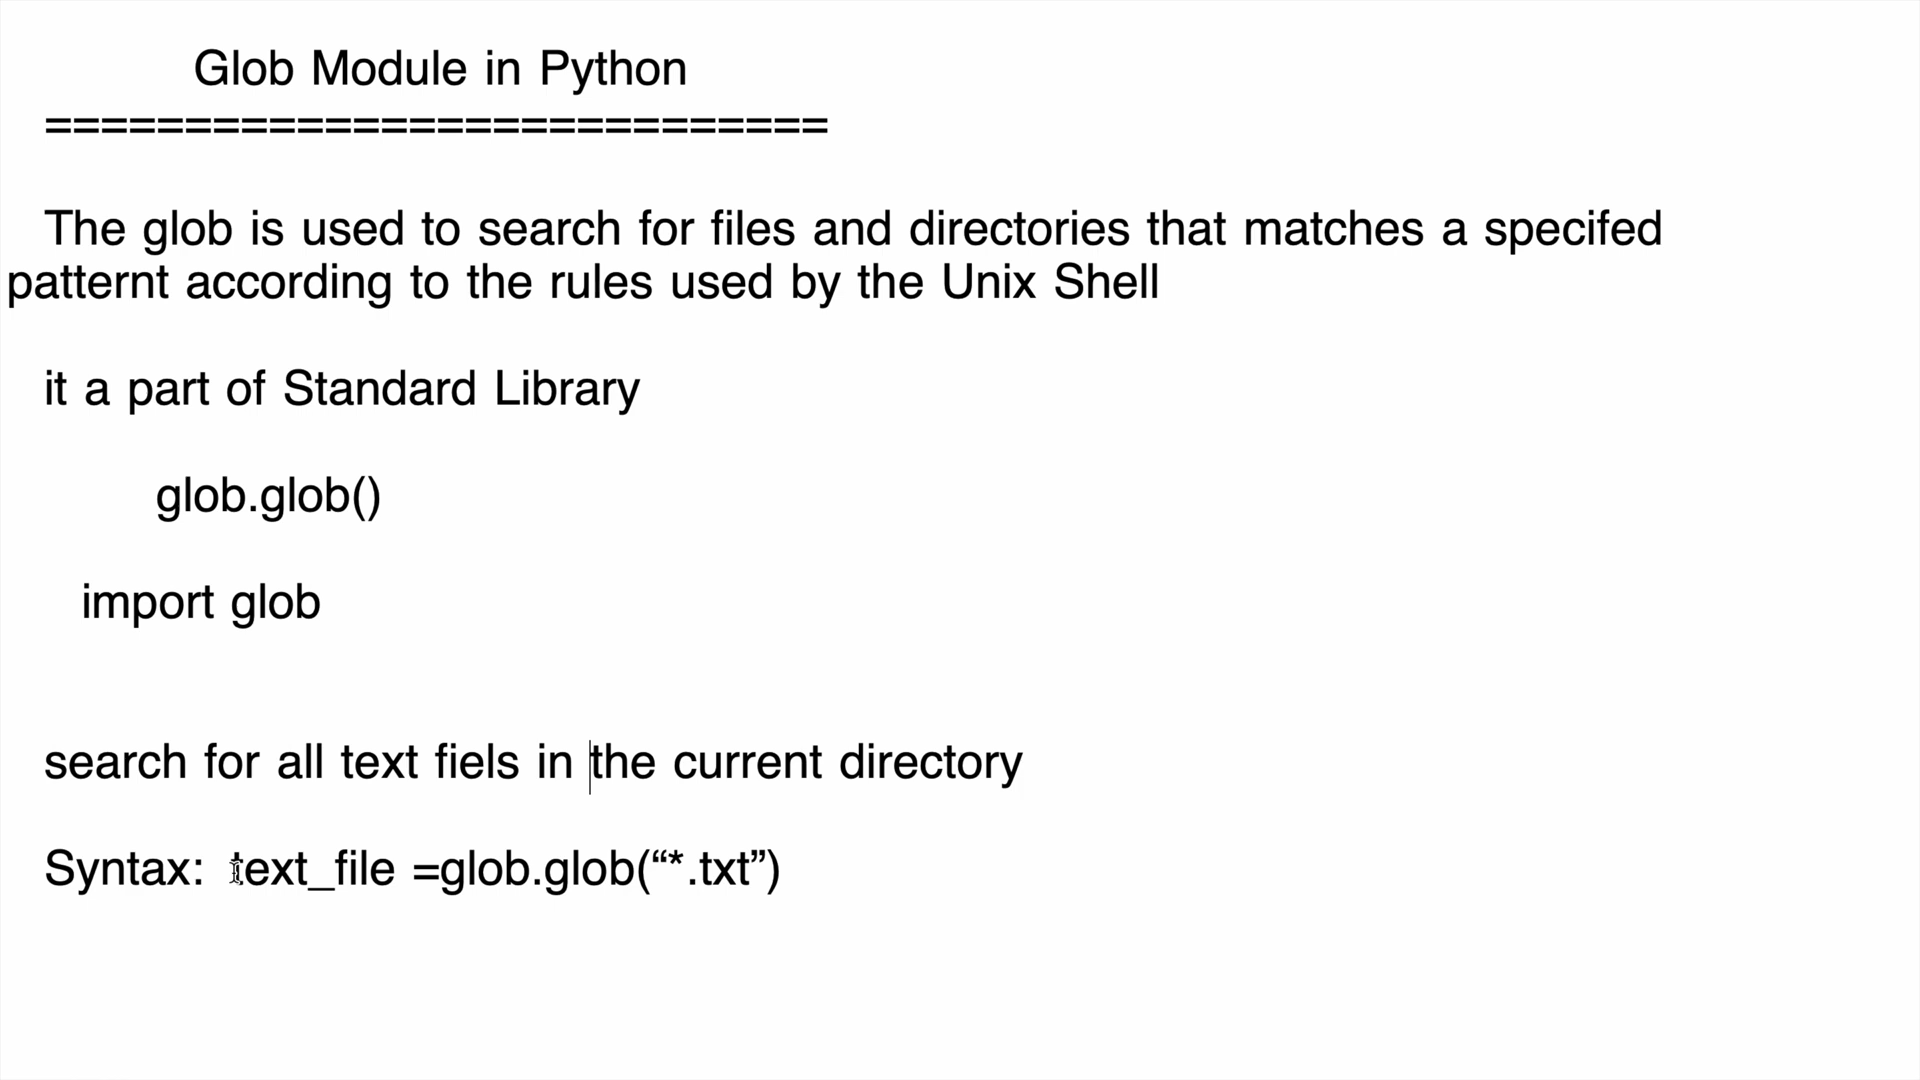 Glob Module in Python
============================
The glob is used to search for files and directories that matches a specifed
patternt according to the rules used by the Unix Shell
it a part of Standard Library
glob.glob()
import glob
search for all text fiels in the current directory
Syntax: text_file =glob.glob(“*.txt”)